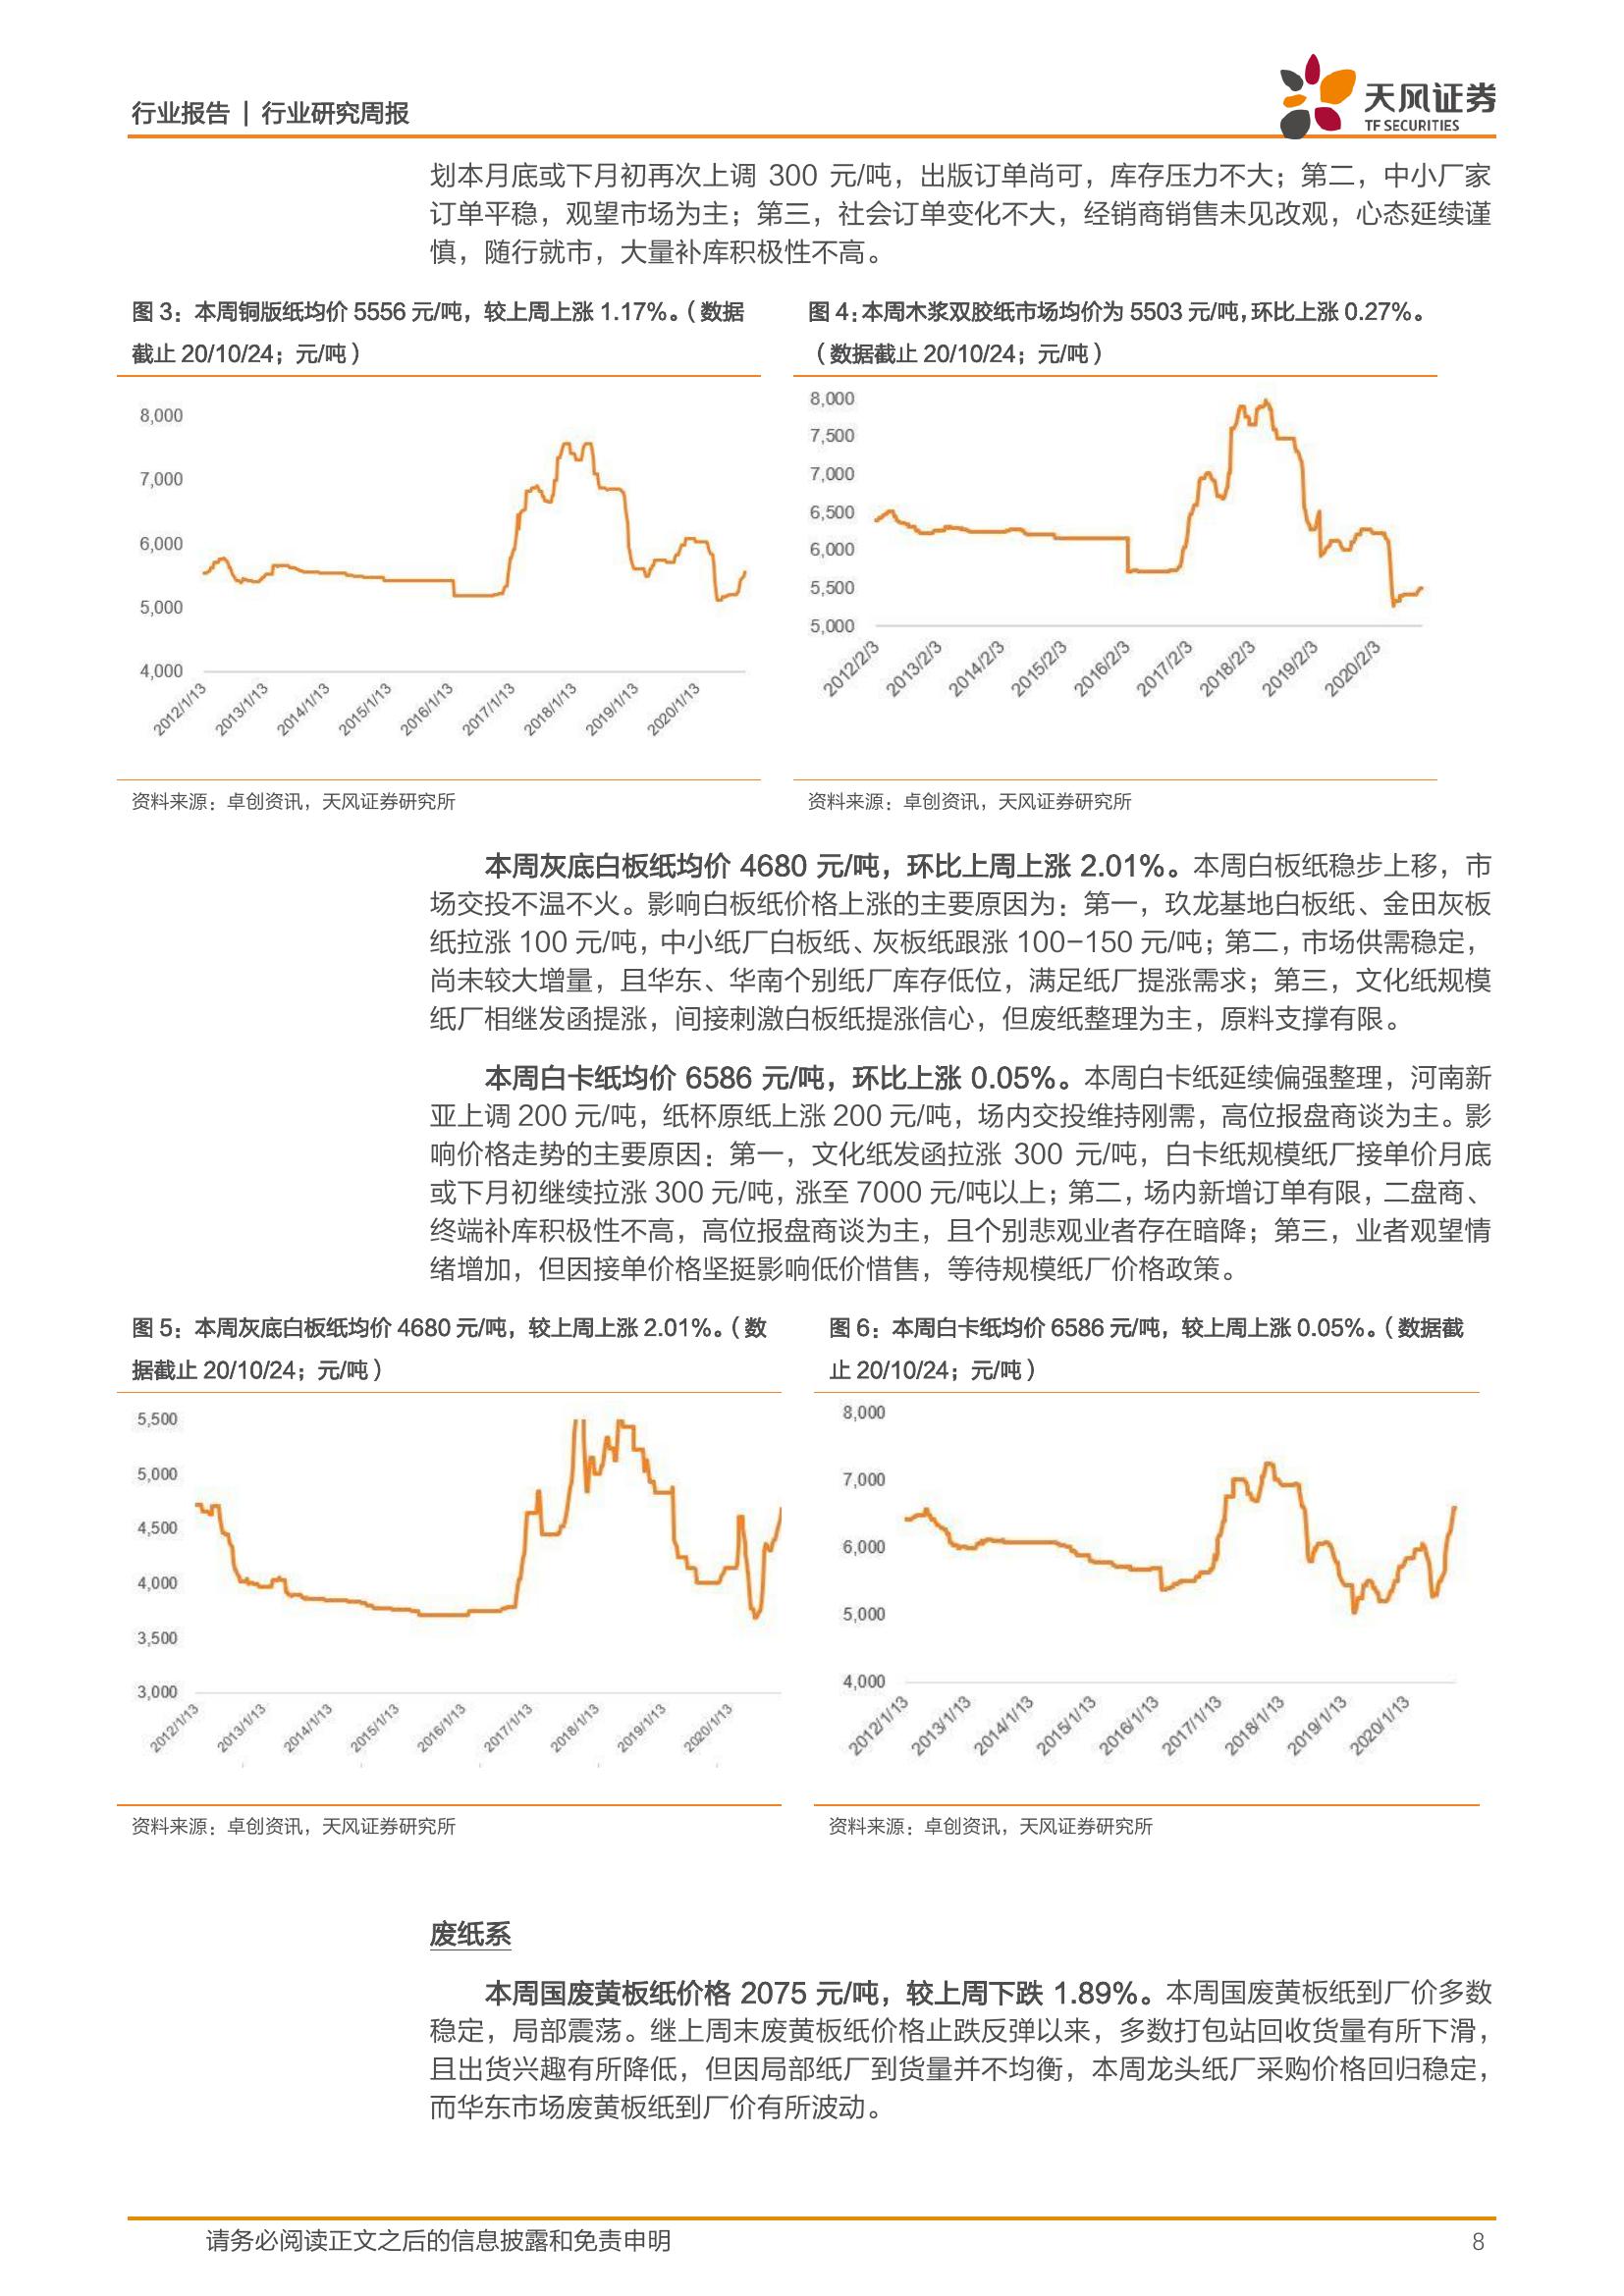 行业报告 | 行业研究周报
天风证券
TF SECURITIES
划本月底或下月初再次上调 300 元/吨，出版订单尚可，库存压力不大；第二，中小厂家
订单平稳，观望市场为主；第三，社会订单变化不大，经销商销售未见改观，心态延续谨
慎，随行就市，大量补库积极性不高。
图 3：本周铜版纸均价 5556 元/吨，较上周上涨 1.17%。（数据
截止 20/10/24；元/吨）
8,000
7,000
6,000
5,000
4,000
2012/1/13
2013/1/13
2014/1/13
2015/1/13
2016/1/13
2017/1/13
2018/1/13
2019/1/13
2020/1/13
资料来源：卓创资讯，天风证券研究所
图 4：本周木浆双胶纸市场均价为 5503 元/吨，环比上涨 0.27%。
（数据截止 20/10/24；元/吨）
8,000
7,500
7,000
6,500
6,000
5,500
5,000
2012/2/3
2013/2/3
2014/2/3
2015/2/3
2016/2/3
2017/2/3
2018/2/3
2019/2/3
2020/2/3
资料来源：卓创资讯，天风证券研究所
本周灰底白板纸均价 4680 元/吨，环比上周上涨 2.01%。本周白板纸稳步上移，市
场交投不温不火。影响白板纸价格上涨的主要原因为：第一，玖龙基地白板纸、金田灰板
纸拉涨 100 元/吨，中小纸厂白板纸、灰板纸跟涨 100-150 元/吨；第二，市场供需稳定，
尚未较大增量，且华东、华南个别纸厂库存低位，满足纸厂提涨需求；第三，文化纸规模
纸厂相继发函提涨，间接刺激白板纸提涨信心，但废纸整理为主，原料支撑有限。
本周白卡纸均价 6586 元/吨，环比上涨 0.05%。本周白卡纸延续偏强整理，河南新
亚上调 200 元/吨，纸杯原纸上涨 200 元/吨，场内交投维持刚需，高位报盘商谈为主。影
响价格走势的主要原因：第一，文化纸发函拉涨 300 元/吨，白卡纸规模纸厂接单价月底
或下月初继续拉涨 300 元/吨，涨至 7000 元/吨以上；第二，场内新增订单有限，二盘商、
终端补库积极性不高，高位报盘商谈为主，且个别悲观业者存在暗降；第三，业者观望情
绪增加，但因接单价格坚挺影响低价惜售，等待规模纸厂价格政策。
图 5：本周灰底白板纸均价 4680 元/吨，较上周上涨 2.01%。（数
据截止 20/10/24；元/吨）
5,500
5,000
4,500
4,000
3,500
3,000
2012/1/13
2013/1/13
2014/1/13
2015/1/13
2016/1/13
2017/1/13
2018/1/13
2019/1/13
2020/1/13
资料来源：卓创资讯，天风证券研究所
图 6：本周白卡纸均价 6586 元/吨，较上周上涨 0.05%。（数据截
止 20/10/24；元/吨）
8,000
7,000
6,000
5,000
4,000
2012/1/13
2013/1/13
2014/1/13
2015/1/13
2016/1/13
2017/1/13
2018/1/13
2019/1/13
2020/1/13
资料来源：卓创资讯，天风证券研究所
废纸系
本周国废黄板纸价格 2075 元/吨，较上周下跌 1.89%。本周国废黄板纸到厂价多数
稳定，局部震荡。继上周末废黄板纸价格止跌反弹以来，多数打包站回收货量有所下滑，
且出货兴趣有所降低，但因局部纸厂到货量并不均衡，本周龙头纸厂采购价格回归稳定，
而华东市场废黄板纸到厂价有所波动。
请务必阅读正文之后的信息披露和免责申明
8